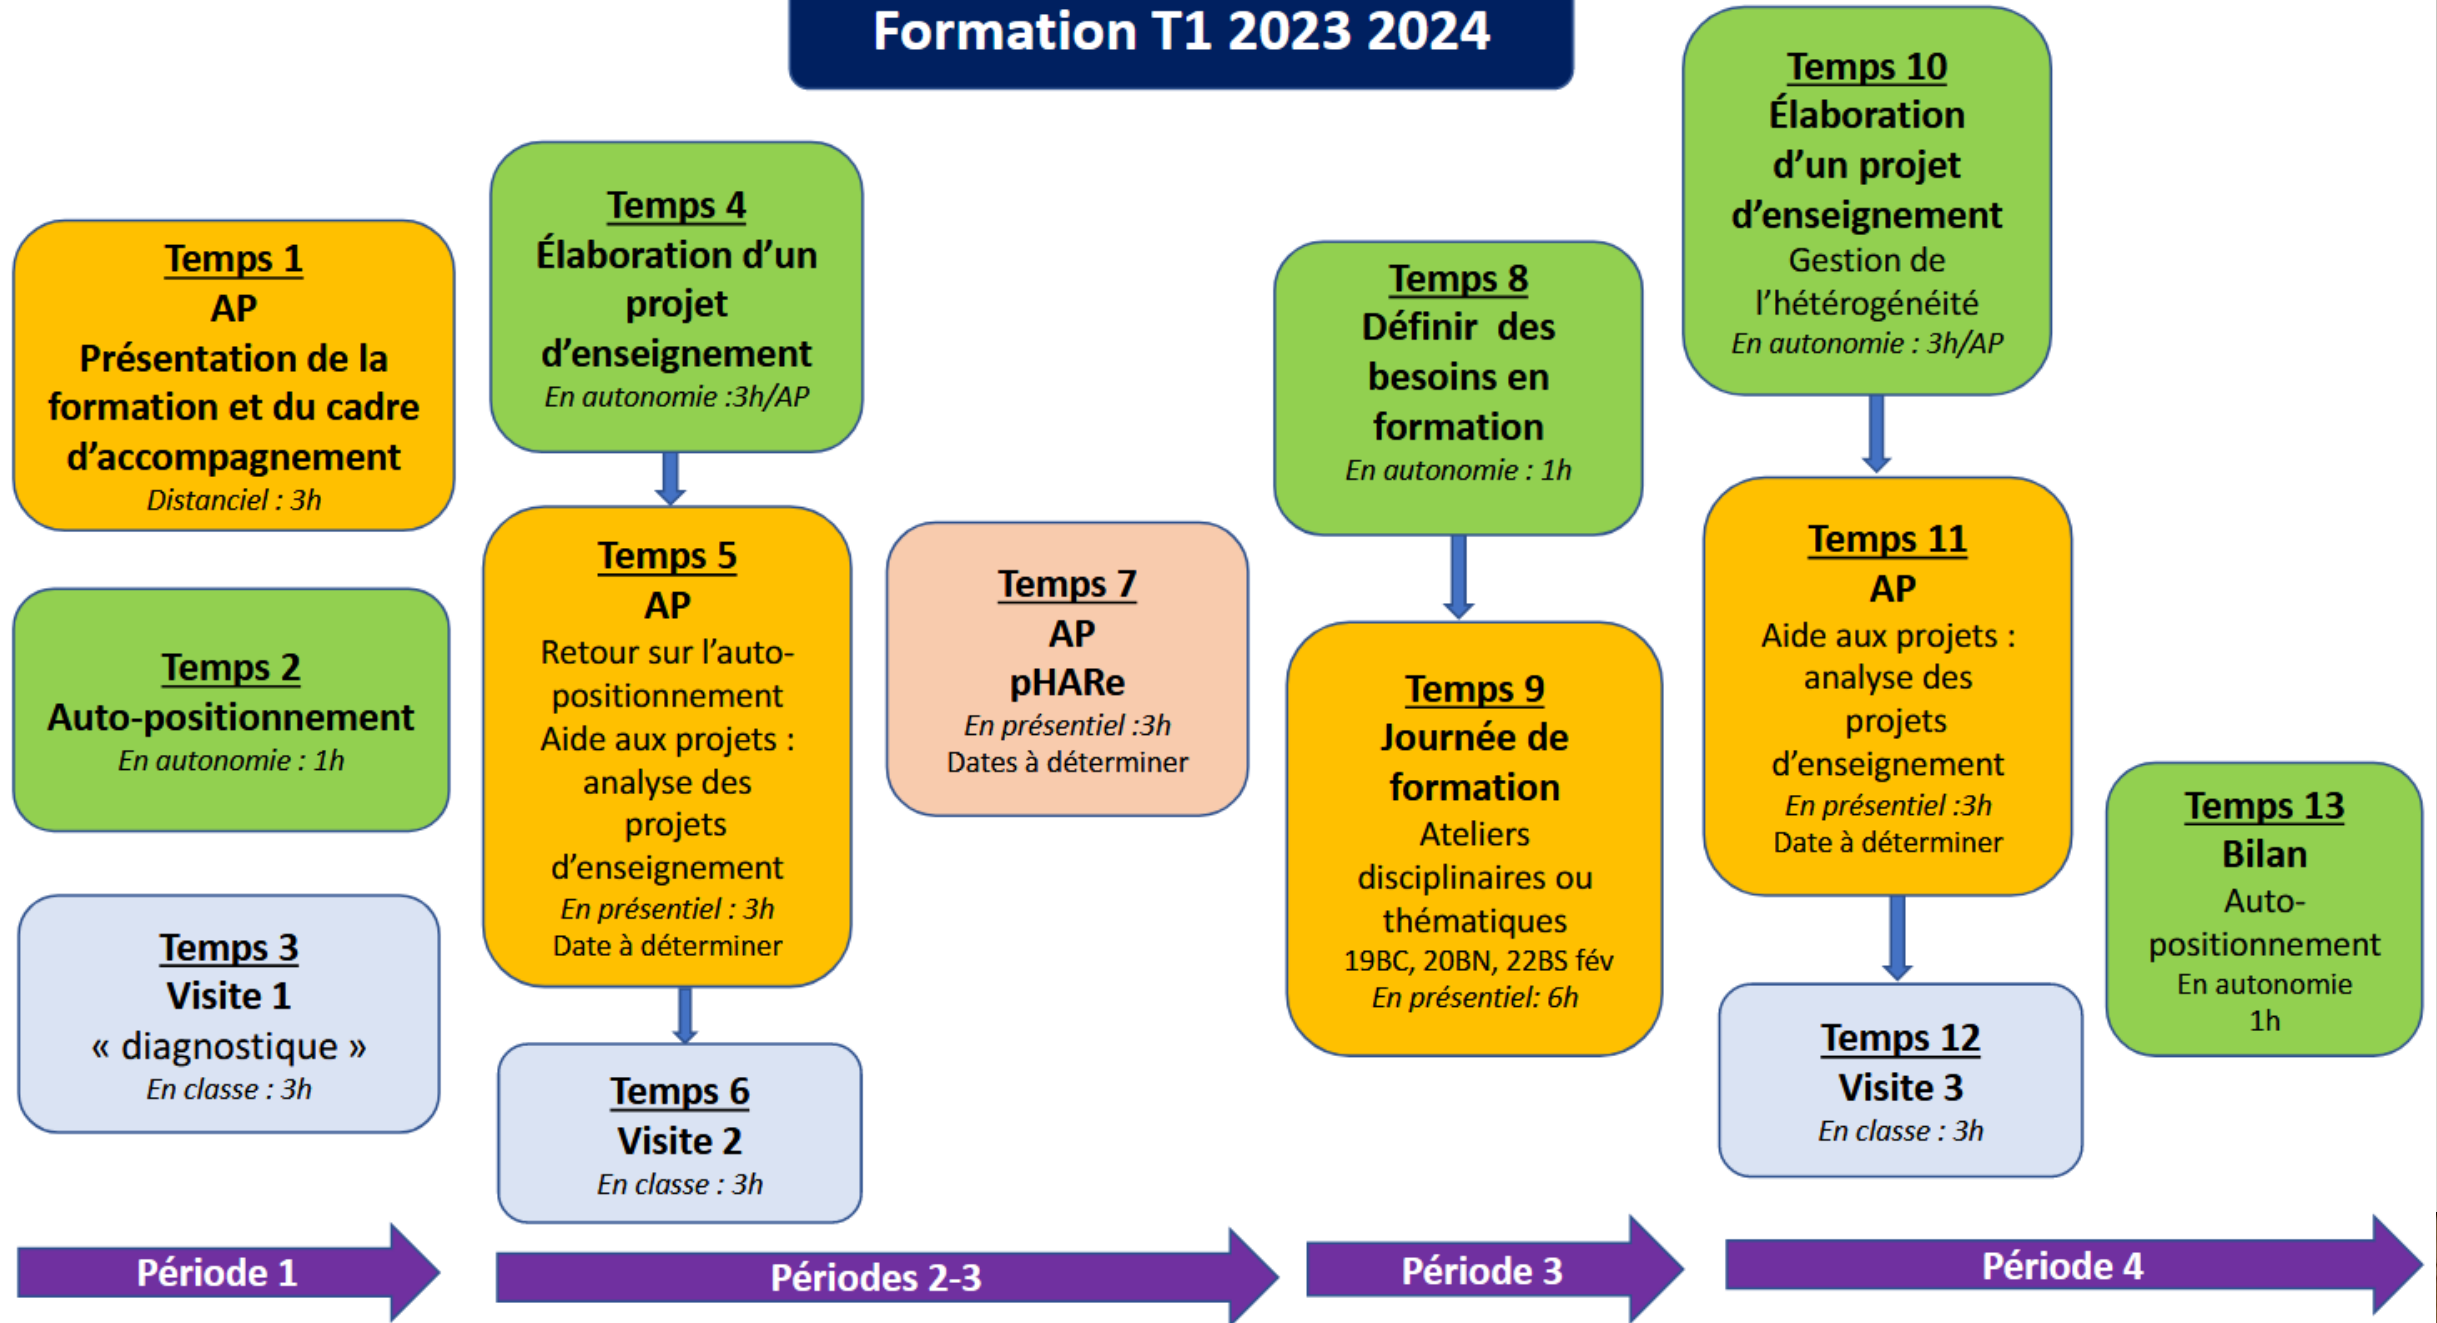 Formation T1 2023 2024
Temps 1
AP
Présentation de la
formation et du cadre
d'accompagnement
Distanciel : 3h
Temps 2
Auto-positionnement
En autonomie : 1h
Temps 3
Visite 1
« diagnostique »
En classe : 3h
Temps 4
Élaboration d'un
projet
d'enseignement
En autonomie :3h/AP
Temps 5
AP
Retour sur l'auto-
positionnement
Aide aux projets :
analyse des
projets
d'enseignement
En présentiel : 3h
Date à déterminer
Temps 6
Visite 2
En classe : 3h
Temps 7
AP
pHARe
En présentiel :3h
Dates à déterminer
Temps 8
Définir  des
besoins en
formation
En autonomie : 1h
Temps 9
Journée de
formation
Ateliers
disciplinaires ou
thématiques
19BC, 20BN, 22BS fév
En présentiel: 6h
Temps 10
Élaboration
d'un projet
d'enseignement
Gestion de
l'hétérogénéité
En autonomie : 3h/AP
Temps 11
AP
Aide aux projets :
analyse des
projets
d'enseignement
En présentiel :3h
Date à déterminer
Temps 12
Visite 3
En classe : 3h
Temps 13
Bilan
Auto-
positionnement
En autonomie
1h
Période 1
Périodes 2-3
Période 3
Période 4